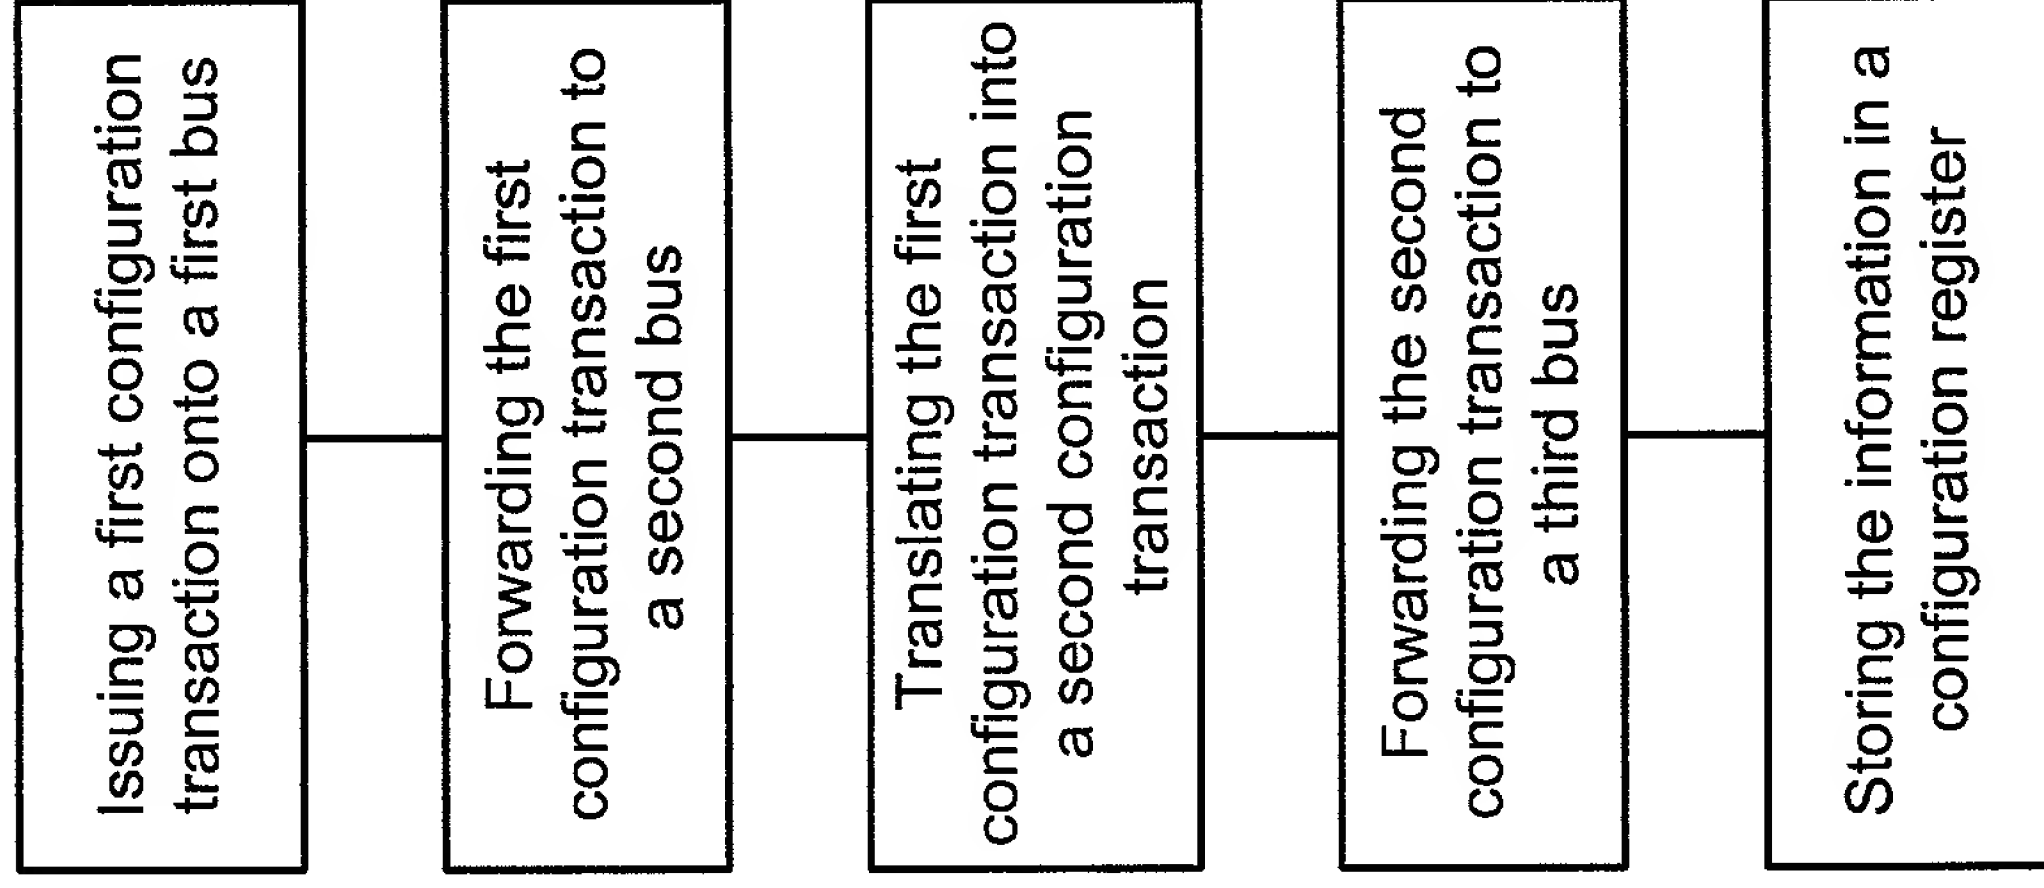 Issuing a first configuration
transaction onto a first bus
Forwarding the first
configuration transaction to
a second bus
Translating the first
configuration transaction into
a second configuration
transaction
Forwarding the second
configuration transaction to
a third bus
Storing the information in a
configuration register